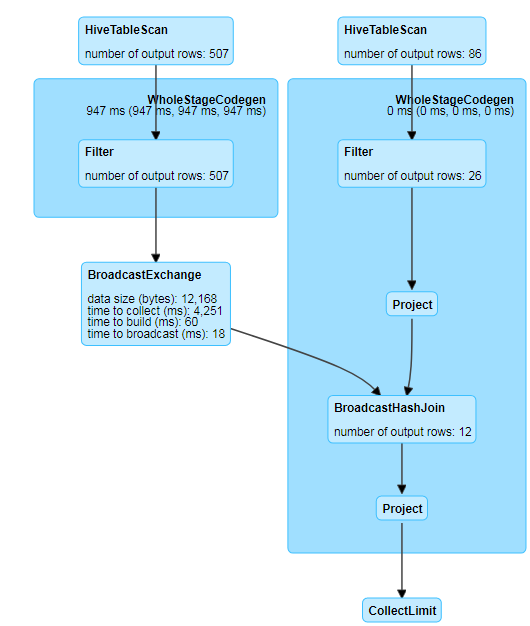 HiveTableScan
number of output rows: 507
HiveTableScan
number of output rows: 86
WholeStageCodegen
947 ms (947 ms, 947 ms, 947 ms)
WholeStageCodegen
0 ms (0 ms, 0 ms, 0 ms)
Filter
number of output rows: 507
Filter
number of output rows: 26
BroadcastExchange
data size (bytes): 12,168
time to collect (ms): 4,251
time to build (ms): 60
time to broadcast (ms): 18
Project
BroadcastHashJoin
number of output rows: 12
Project
CollectLimit